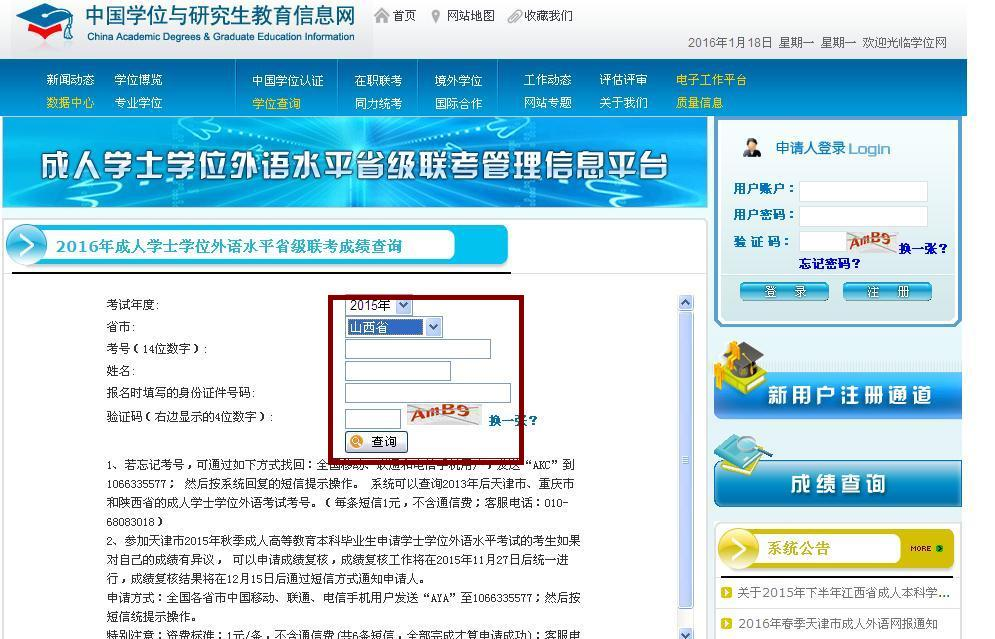 中国学位与研究生教育信息网
China Academic Degrees & Graduate Education Information
首页 网站地图 收藏我们
2016年1月18日 星期一 星期一 欢迎光临学位网
新闻动态 学位博览 中国学位认证 在职联考 境外学位 工作动态 评估评审 电子工作平台
数据中心 专业学位 学位查询 同力统考 国际合作 网站专题 关于我们 质量信息
成人学士学位外语水平省级联考管理信息平台
2016年成人学士学位外语水平省级联考成绩查询
考试年度: 2015年
省市: 山西省
考号(14位数字):
姓名:
报名时填写的身份证件号码:
验证码(右边显示的4位数字): AmB9 换一张?
查询
1、若忘记考号,可通过如下方式找回:全国移动、联通和电信手机用户,发送“AKC”到
1066335577; 然后按系统回复的短信提示操作。 系统可以查询2013年后天津市、重庆市
和陕西省的成人学士学位外语考试考号。(每条短信1元,不含通信费;客服电话:010-
68083018)
2、参加天津市2015年秋季成人高等教育本科毕业生申请学士学位外语水平考试的考生如果
对自己的成绩有异议, 可以申请成绩复核,成绩复核工作将在2015年11月27日后统一进
行,成绩复核结果将在12月15日后通过短信方式通知申请人。
申请方式:全国各省市中国移动、联通、电信手机用户发送“AYA”至1066335577;然后按
短信统提示操作。
特别注意:资费标准:1元/条,不含通信费(共6条短信,全部完成才算申请成功);客服电
申请人登录 Login
用户账户:
用户密码:
验 证 码: AmB9 换一张?
忘记密码?
登 录 注 册
新用户注册通道
成绩查询
系统公告 MORE
关于2015年下半年江西省成人本科学...
2016年春季天津市成人外语网报通知